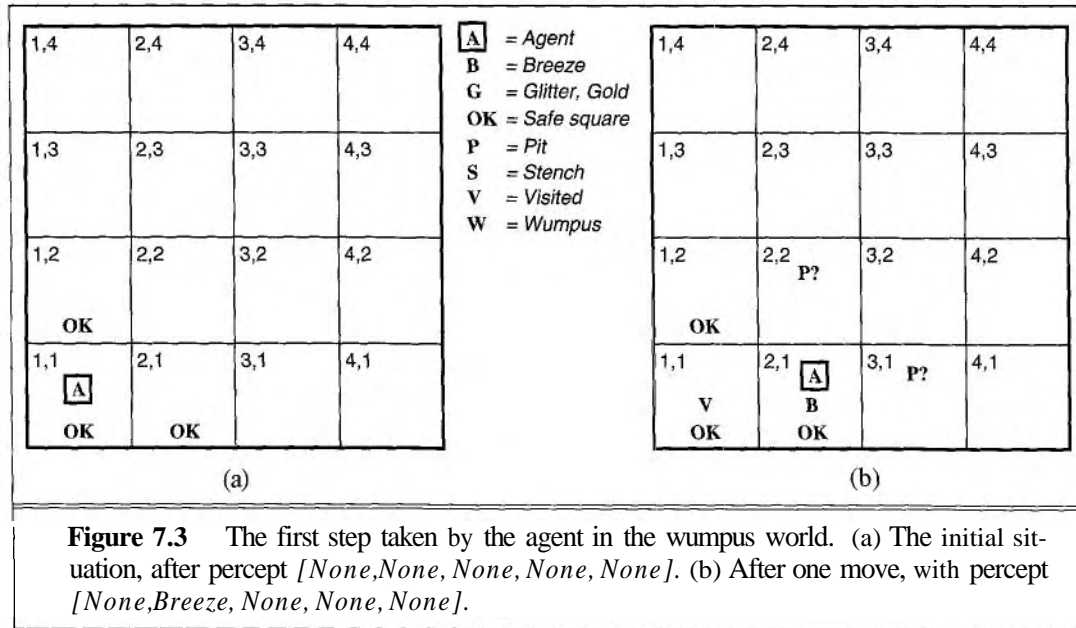 1,4 2,4 3,4 4,4
1,3 2,3 3,3 4,3
1,2 2,2 3,2 4,2
OK
1,1 2,1 3,1 4,1
A
OK OK
(a)
A = Agent
B = Breeze
G = Glitter, Gold
OK = Safe square
P = Pit
S = Stench
V = Visited
W = Wumpus
1,4 2,4 3,4 4,4
1,3 2,3 3,3 4,3
1,2 2,2 3,2 4,2
P?
OK
1,1 2,1 A 3,1 P? 4,1
V B
OK OK
(b)
Figure 7.3 The first step taken by the agent in the wumpus world. (a) The initial sit-
uation, after percept [None,None, None, None, None]. (b) After one move, with percept
[None,Breeze, None, None, None].